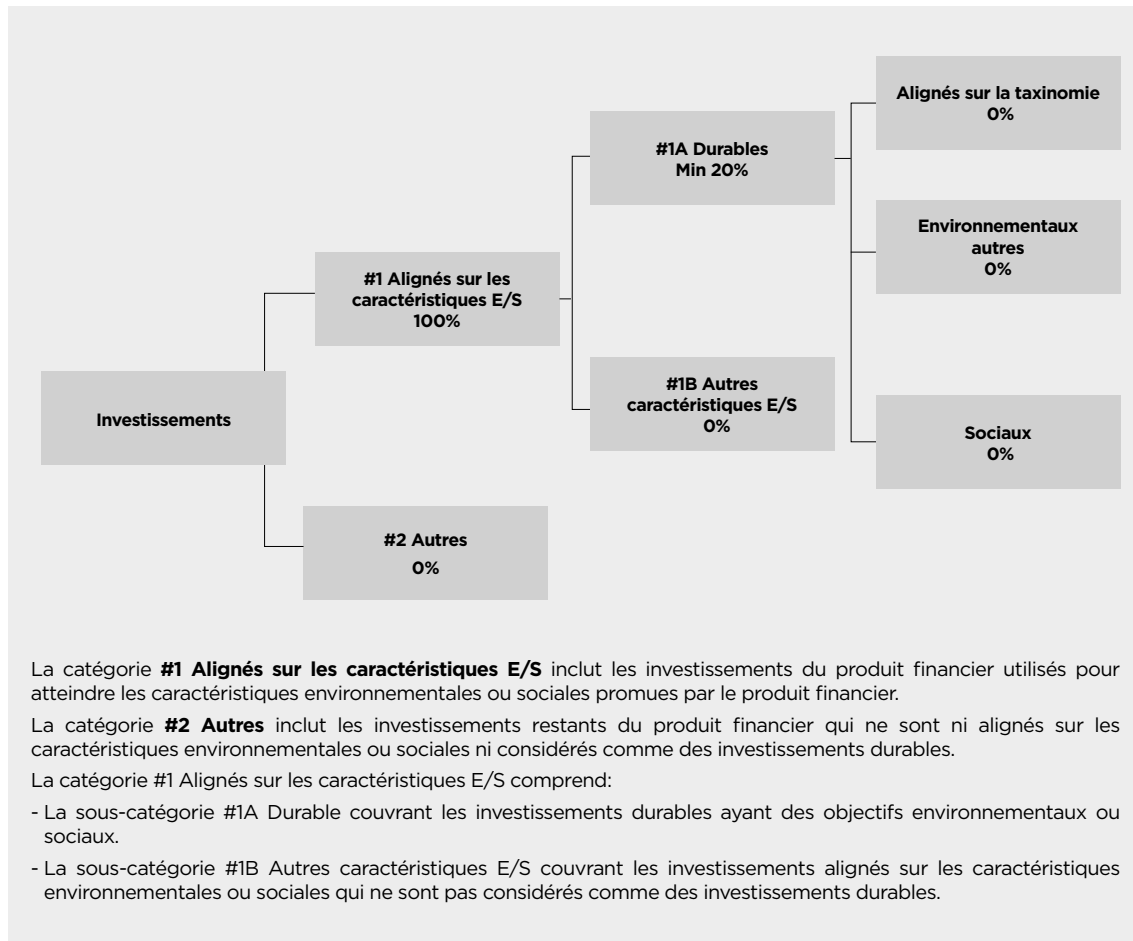 Alignés sur la taxinomie
0%
#1A Durables
Min 20%
Environnementaux
autres
0%
#1 Alignés sur les
caractéristiques E/S
100%
#1B Autres
caractéristiques E/S
0%
Investissements
Sociaux
0%
#2 Autres
0%
La catégorie #1 Alignés sur les caractéristiques E/S inclut les investissements du produit financier utilisés pour
atteindre les caractéristiques environnementales ou sociales promues par le produit financier.
La catégorie #2 Autres inclut les investissements restants du produit financier qui ne sont ni alignés sur les
caractéristiques environnementales ou sociales ni considérés comme des investissements durables.
La catégorie #1 Alignés sur les caractéristiques E/S comprend:
- La sous-catégorie #1A Durable couvrant les investissements durables ayant des objectifs environnementaux ou
sociaux.
- La sous-catégorie #1B Autres caractéristiques E/S couvrant les investissements alignés sur les caractéristiques
environnementales ou sociales qui ne sont pas considérés comme des investissements durables.